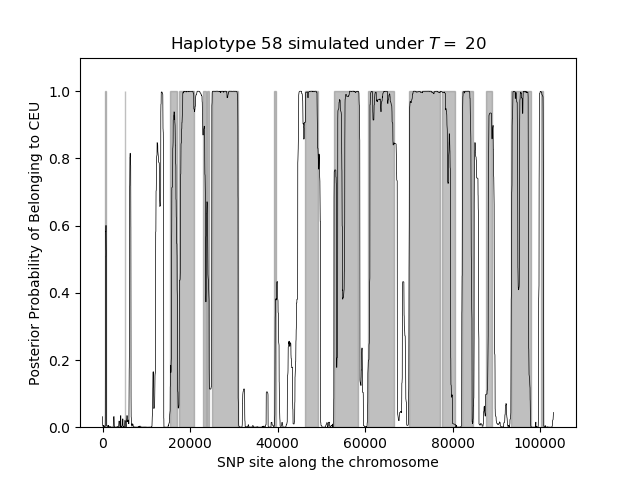 Haplotype 58 simulated under T = 20
Posterior Probability of Belonging to CEU
1.0
0.8
0.6
0.4
0.2
0.0
0 20000 40000 60000 80000 100000
SNP site along the chromosome